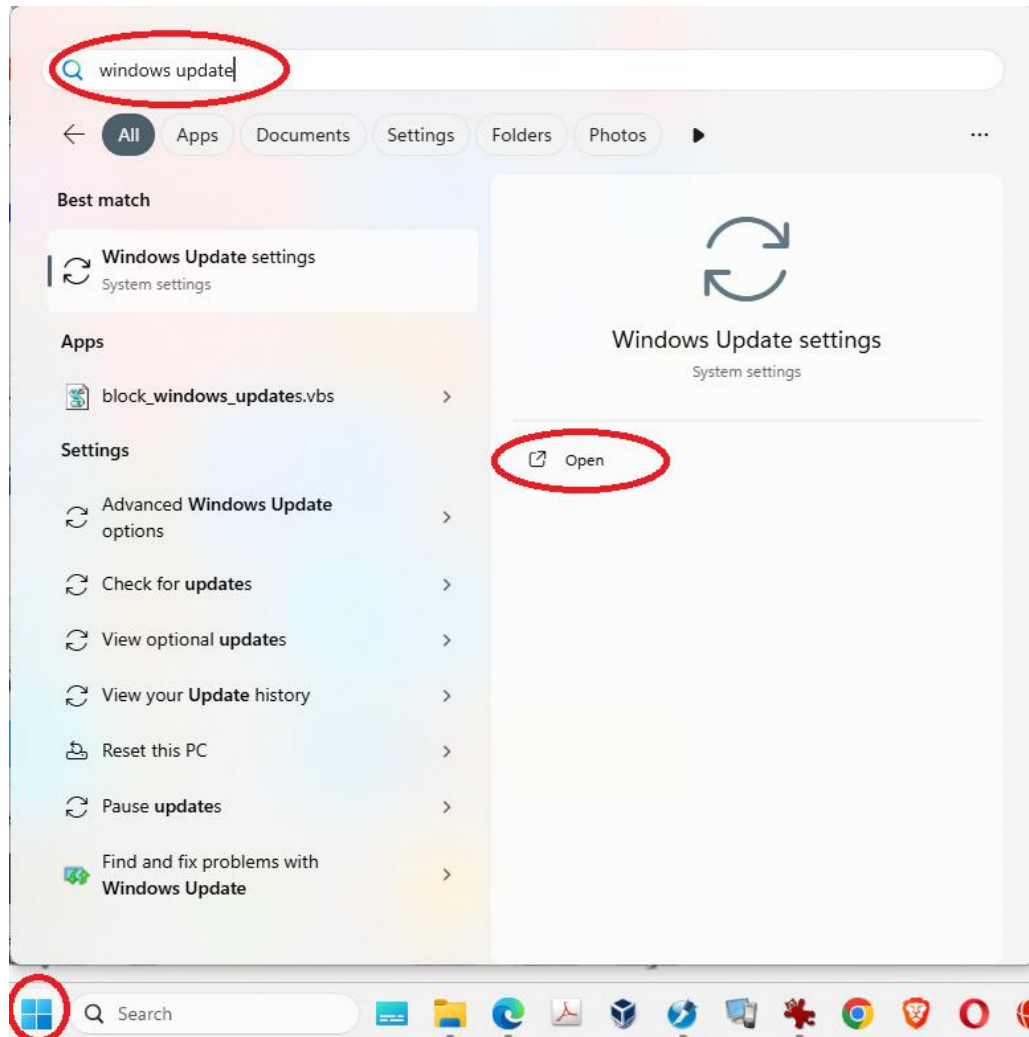 windows update
All Apps Documents Settings Folders Photos ...
Best match
Windows Update settings
System settings
Apps
block_windows_updates.vbs
Settings
Advanced Windows Update
options
Check for updates
View optional updates
View your Update history
Reset this PC
Pause updates
Find and fix problems with
Windows Update
Windows Update settings
System settings
Open
Search